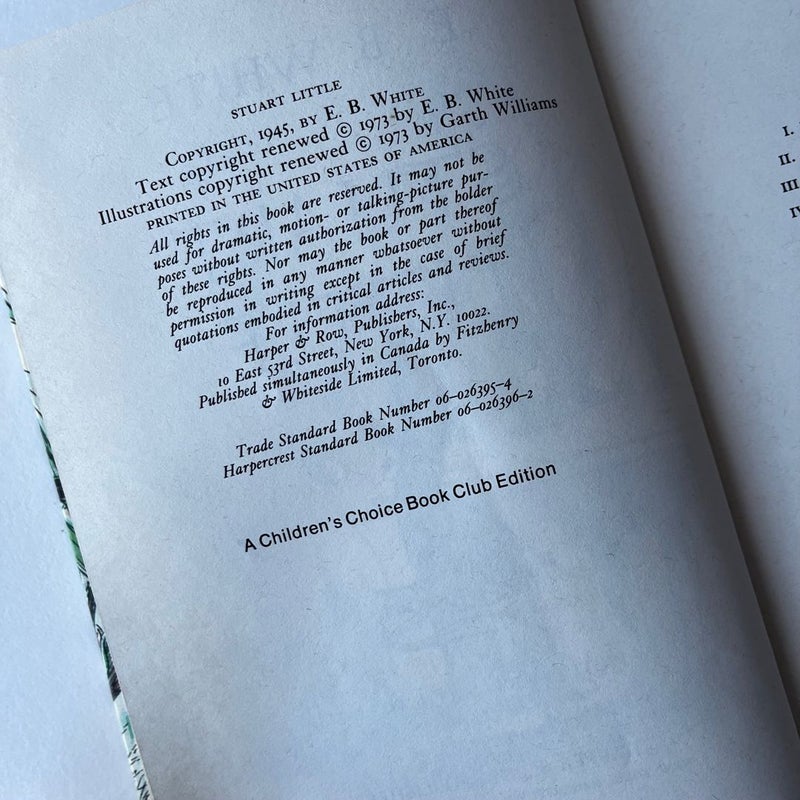 STUART LITTLE
COPYRIGHT, 1945, BY E. B. WHITE
Text copyright renewed © 1973 by E. B. White
Illustrations copyright renewed © 1973 by Garth Williams
PRINTED IN THE UNITED STATES OF AMERICA
All rights in this book are reserved. It may not be
used for dramatic, motion- or talking-picture pur-
poses without written authorization from the holder
of these rights. Nor may the book or part thereof
be reproduced in any manner whatsoever without
permission in writing except in the case of brief
quotations embodied in critical articles and reviews.
For information address:
Harper & Row, Publishers, Inc.,
10 East 53rd Street, New York, N.Y. 10022.
Published simultaneously in Canada by Fitzhenry
& Whiteside Limited, Toronto.
Trade Standard Book Number 06-026395-4
Harpercrest Standard Book Number 06-026396-2
A Children's Choice Book Club Edition
I.
II.
III